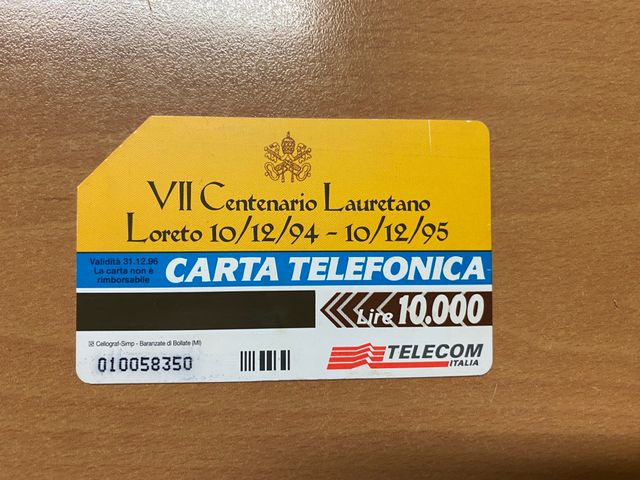 VII Centenario Lauretano
Loreto 10/12/94 - 10/12/95
Validità 31.12.96
La carta non è
rimborsabile
CARTA TELEFONICA
Lire 10.000
Cellograf-Simp - Baranzate di Bollate (MI)
010058350
TELECOM
ITALIA